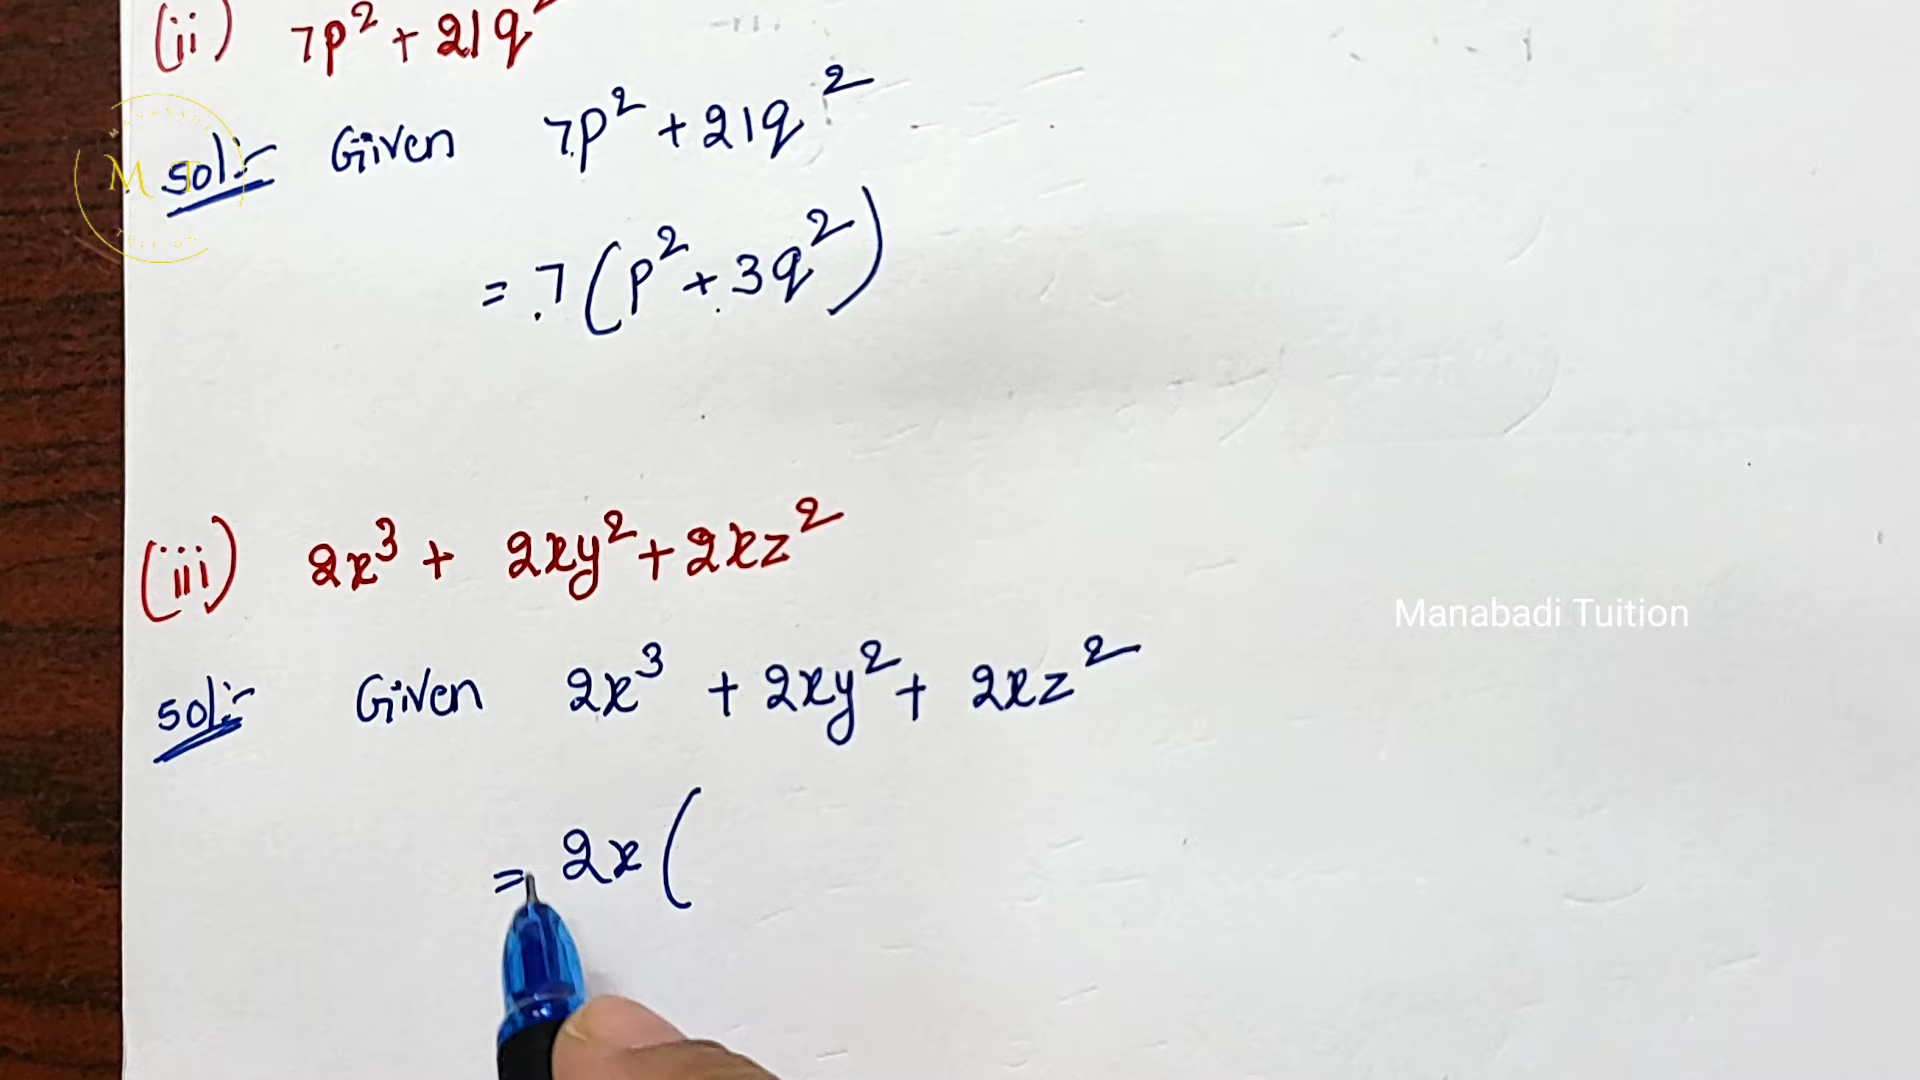 (ii) 7p² + 21q²
Sol:- Given 7p² + 21q²
= 7(p² + 3q²)
(iii) 2x³ + 2xy² + 2xz²
Sol:- Given 2x³ + 2xy² + 2xz²
= 2x(
M T
Manabadi Tuition